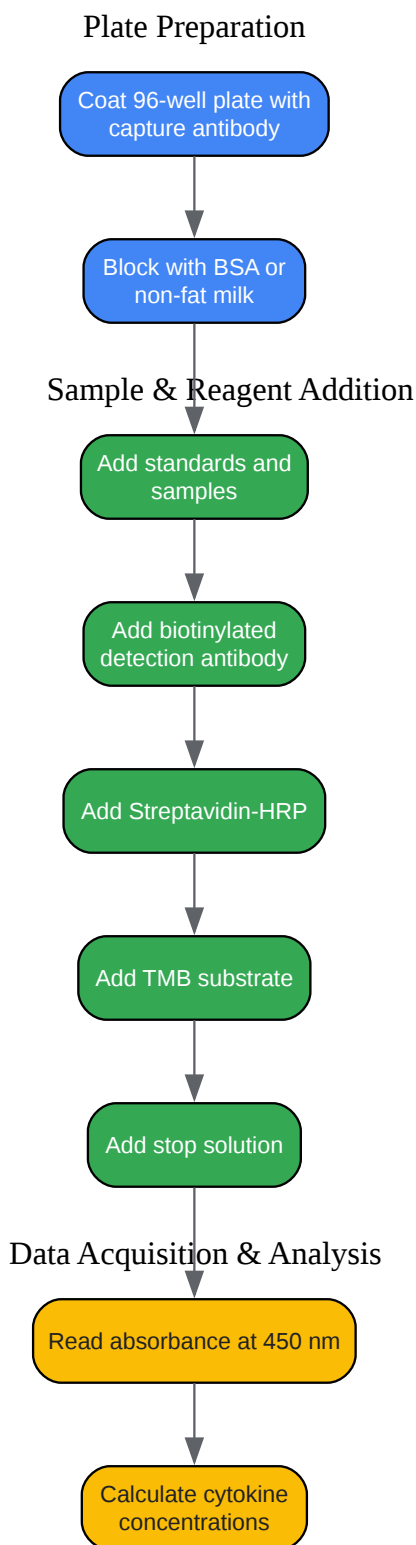 Plate Preparation
Coat 96-well plate with
capture antibody
Block with BSA or
non-fat milk
Sample & Reagent Addition
Add standards and
samples
Add biotinylated
detection antibody
Add Streptavidin-HRP
Add TMB substrate
Add stop solution
Data Acquisition & Analysis
Read absorbance at 450 nm
Calculate cytokine
concentrations